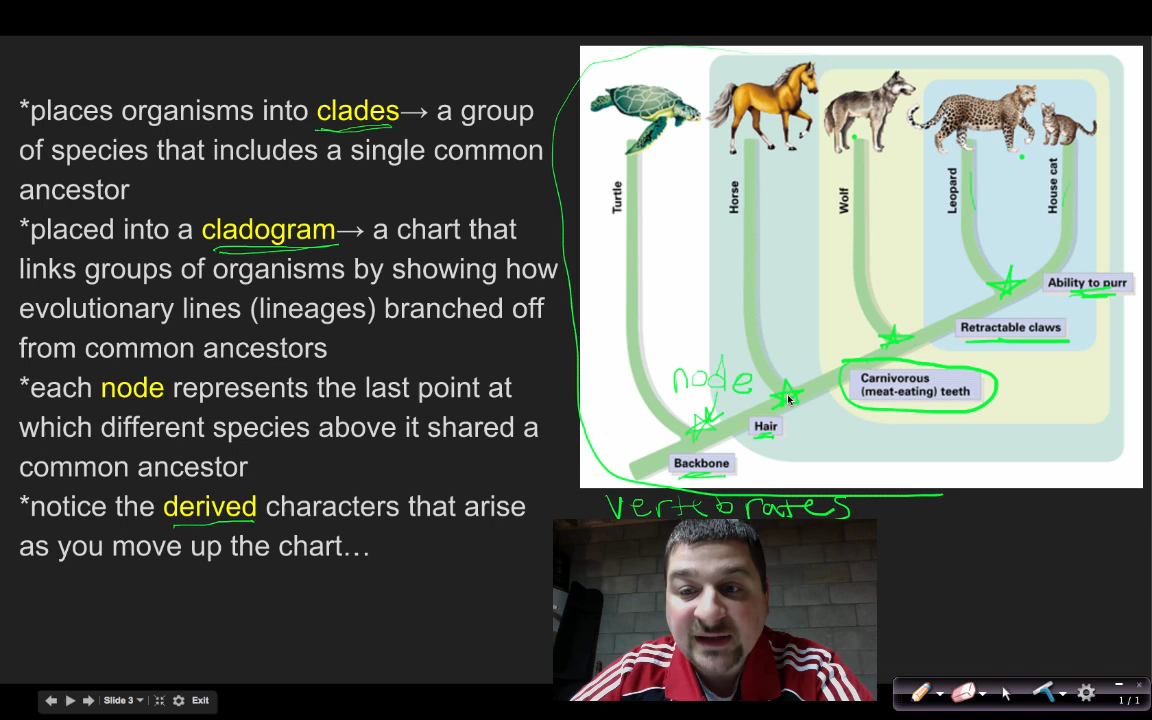 *places organisms into clades→ a group
of species that includes a single common
ancestor
*placed into a cladogram→ a chart that
links groups of organisms by showing how
evolutionary lines (lineages) branched off
from common ancestors
*each node represents the last point at
which different species above it shared a
common ancestor
*notice the derived characters that arise
as you move up the chart…
Turtle
Horse
Wolf
Leopard
House cat
Ability to purr
Retractable claws
Carnivorous
(meat-eating) teeth
node
Hair
Backbone
vertebrates
Slide 3
Exit
1 / 1